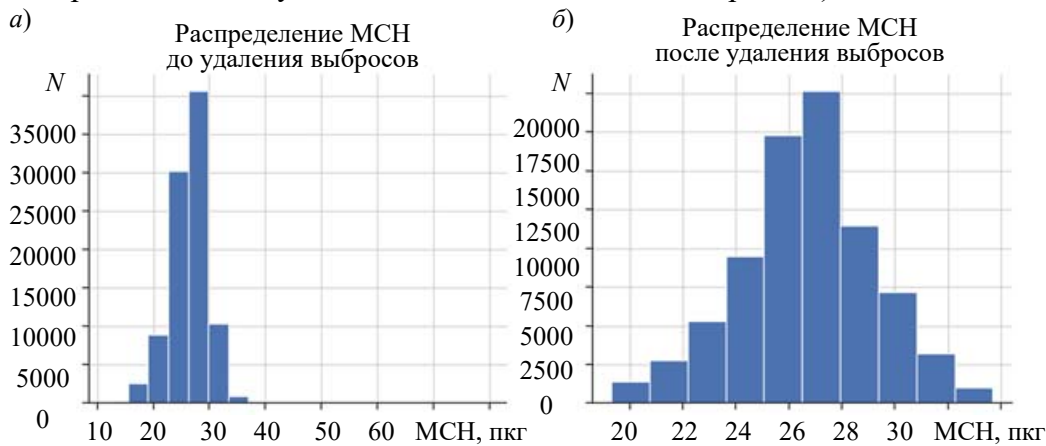 а)
Распределение МСН
до удаления выбросов
N
35000
30000
25000
20000
15000
10000
5000
0
10 20 30 40 50 60 МСН, пкг
б)
Распределение МСН
после удаления выбросов
N
20000
17500
15000
12500
10000
7500
5000
2500
0
20 22 24 26 28 30 МСН, пкг